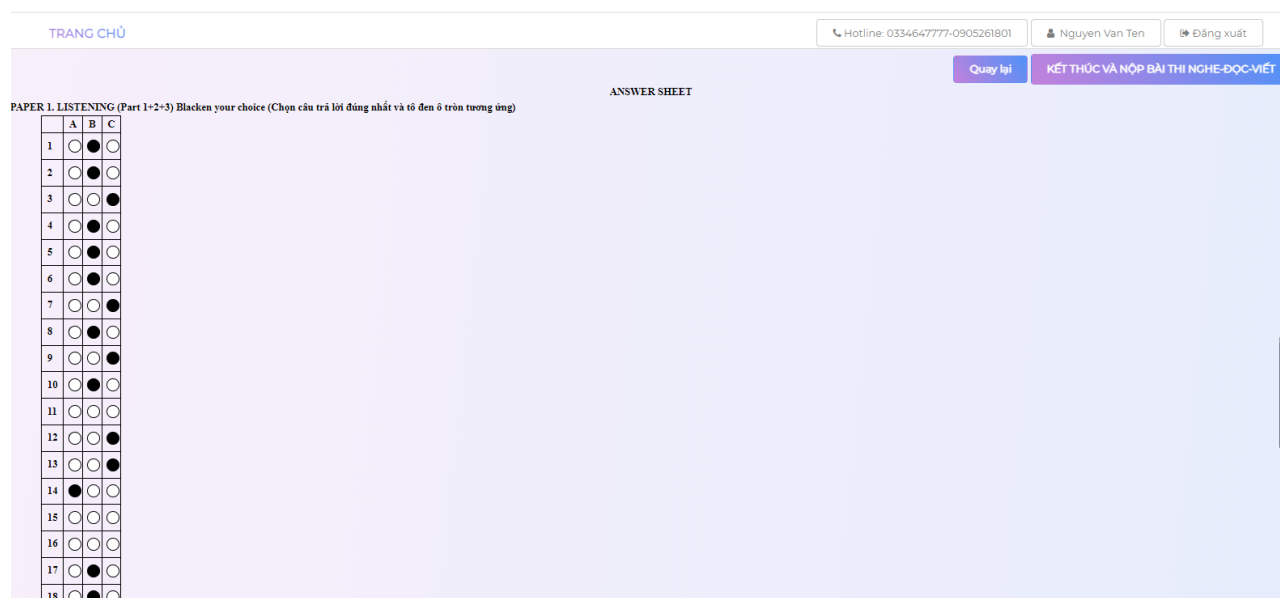 TRANG CHỦ
Hotline: 0334647777-0905261801
Nguyen Van Ten
Đăng xuất
Quay lại
KẾT THÚC VÀ NỘP BÀI THI NGHE-ĐỌC-VIẾT
ANSWER SHEET
PAPER 1. LISTENING (Part 1+2+3) Blacken your choice (Chọn câu trả lời đúng nhất và tô đen ô tròn tương ứng)
A B C
1
2
3
4
5
6
7
8
9
10
11
12
13
14
15
16
17
18